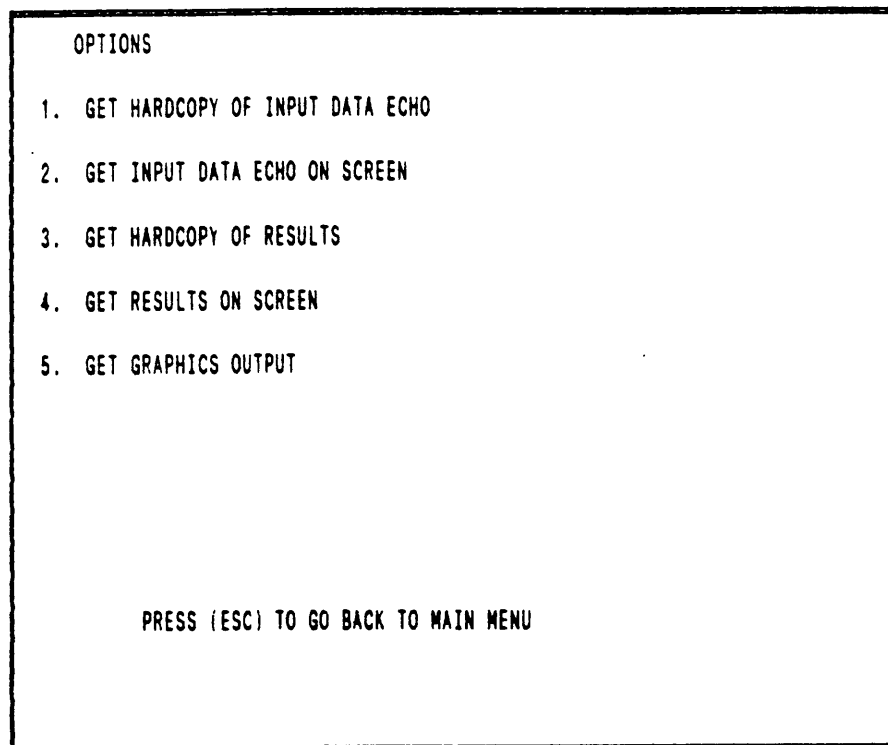 OPTIONS
1. GET HARDCOPY OF INPUT DATA ECHO
2. GET INPUT DATA ECHO ON SCREEN
3. GET HARDCOPY OF RESULTS
4. GET RESULTS ON SCREEN
5. GET GRAPHICS OUTPUT
PRESS (ESC) TO GO BACK TO MAIN MENU